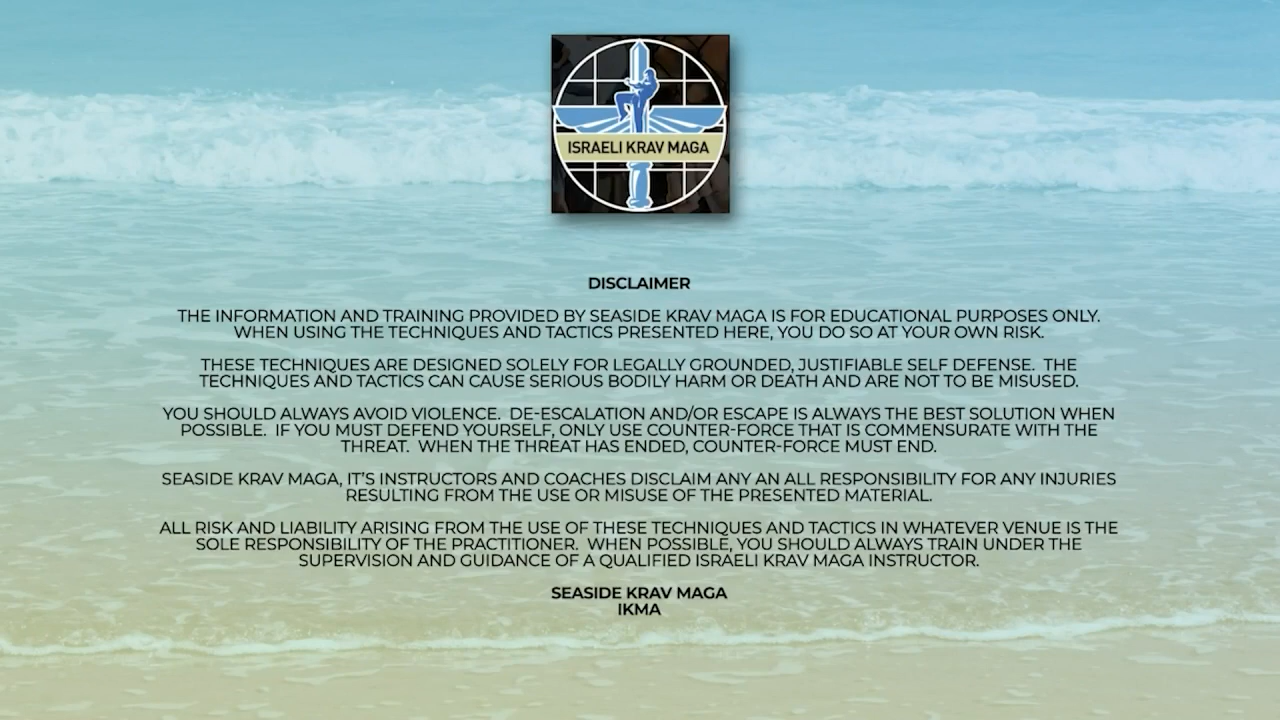 ISRAELI KRAV MAGA
DISCLAIMER
THE INFORMATION AND TRAINING PROVIDED BY SEASIDE KRAV MAGA IS FOR EDUCATIONAL PURPOSES ONLY.
WHEN USING THE TECHNIQUES AND TACTICS PRESENTED HERE, YOU DO SO AT YOUR OWN RISK.
THESE TECHNIQUES ARE DESIGNED SOLELY FOR LEGALLY GROUNDED, JUSTIFIABLE SELF DEFENSE.  THE
TECHNIQUES AND TACTICS CAN CAUSE SERIOUS BODILY HARM OR DEATH AND ARE NOT TO BE MISUSED.
YOU SHOULD ALWAYS AVOID VIOLENCE.  DE-ESCALATION AND/OR ESCAPE IS ALWAYS THE BEST SOLUTION WHEN
POSSIBLE.  IF YOU MUST DEFEND YOURSELF, ONLY USE COUNTER-FORCE THAT IS COMMENSURATE WITH THE
THREAT.  WHEN THE THREAT HAS ENDED, COUNTER-FORCE MUST END.
SEASIDE KRAV MAGA, IT'S INSTRUCTORS AND COACHES DISCLAIM ANY AN ALL RESPONSIBILITY FOR ANY INJURIES
RESULTING FROM THE USE OR MISUSE OF THE PRESENTED MATERIAL.
ALL RISK AND LIABILITY ARISING FROM THE USE OF THESE TECHNIQUES AND TACTICS IN WHATEVER VENUE IS THE
SOLE RESPONSIBILITY OF THE PRACTITIONER.  WHEN POSSIBLE, YOU SHOULD ALWAYS TRAIN UNDER THE
SUPERVISION AND GUIDANCE OF A QUALIFIED ISRAELI KRAV MAGA INSTRUCTOR.
SEASIDE KRAV MAGA
IKMA